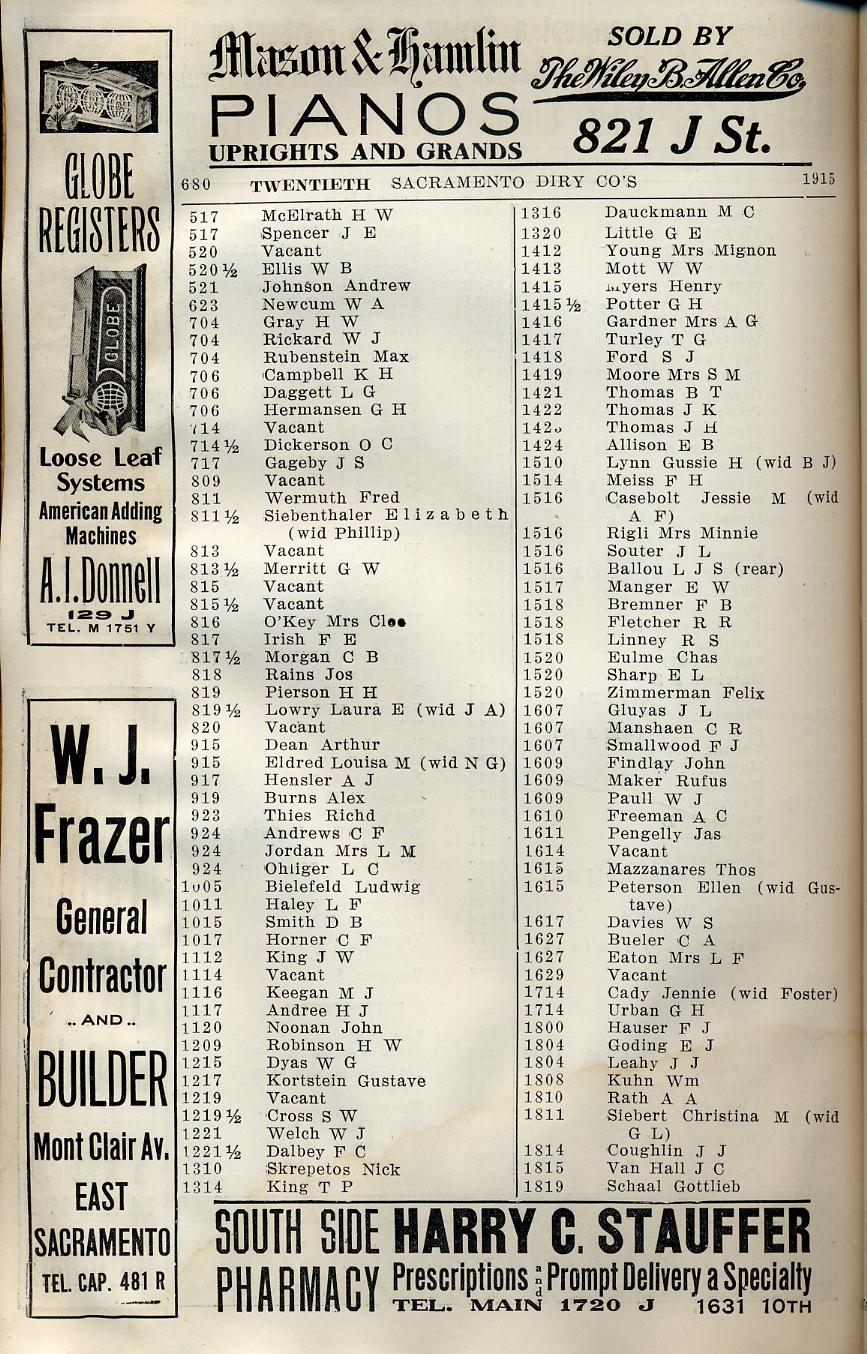 Mason & Hamlin
PIANOS
UPRIGHTS AND GRANDS
SOLD BY
The Wiley B. Allen Co.
821 J St.
GLOBE
REGISTERS
GLOBE
Loose Leaf
Systems
American Adding
Machines
A. I. Donnell
129 J
TEL. M 1751 Y
W. J.
Frazer
General
Contractor
.. AND ..
BUILDER
Mont Clair Av.
EAST
SACRAMENTO
TEL. CAP. 481 R
680 TWENTIETH SACRAMENTO DIRY CO'S 1915
517 McElrath H W
517 Spencer J E
520 Vacant
520½ Ellis W B
521 Johnson Andrew
623 Newcum W A
704 Gray H W
704 Rickard W J
704 Rubenstein Max
706 Campbell K H
706 Daggett L G
706 Hermansen G H
714 Vacant
714½ Dickerson O C
717 Gageby J S
809 Vacant
811 Wermuth Fred
811½ Siebenthaler Elizabeth
(wid Phillip)
813 Vacant
813½ Merritt G W
815 Vacant
815½ Vacant
816 O'Key Mrs
817 Irish F E
817½ Morgan C B
818 Rains Jos
819 Pierson H H
819½ Lowry Laura E (wid J A)
820 Vacant
915 Dean Arthur
915 Eldred Louisa M (wid N G)
917 Hensler A J
919 Burns Alex
923 Thies Richd
924 Andrews C F
924 Jordan Mrs L M
924 Ohliger L C
1005 Bielefeld Ludwig
1011 Haley L F
1015 Smith D B
1017 Horner C F
1112 King J W
1114 Vacant
1116 Keegan M J
1117 Andree H J
1120 Noonan John
1209 Robinson H W
1215 Dyas W G
1217 Kortstein Gustave
1219 Vacant
1219½ Cross S W
1221 Welch W J
1221½ Dalbey F C
1310 Skrepetos Nick
1314 King T P
1316 Dauckmann M C
1320 Little G E
1412 Young Mrs Mignon
1413 Mott W W
1415 Myers Henry
1415½ Potter G H
1416 Gardner Mrs A G
1417 Turley T G
1418 Ford S J
1419 Moore Mrs S M
1421 Thomas B T
1422 Thomas J K
Thomas J H
1424 Allison E B
1510 Lynn Gussie H (wid B J)
1514 Meiss F H
1516 Casebolt Jessie M (wid
A F)
1516 Rigli Mrs Minnie
1516 Souter J L
1516 Ballou L J S (rear)
1517 Manger E W
1518 Bremner F B
1518 Fletcher R R
1518 Linney R S
1520 Eulme Chas
1520 Sharp E L
1520 Zimmerman Felix
1607 Gluyas J L
1607 Manshaen C R
1607 Smallwood F J
1609 Findlay John
1609 Maker Rufus
1609 Paull W J
1610 Freeman A C
1611 Pengelly Jas
1614 Vacant
1615 Mazzanares Thos
1615 Peterson Ellen (wid Gus-
tave)
1617 Davies W S
1627 Bueler C A
1627 Eaton Mrs L F
1629 Vacant
1714 Cady Jennie (wid Foster)
1714 Urban G H
1800 Hauser F J
1804 Goding E J
1804 Leahy J J
1808 Kuhn Wm
1810 Rath A A
1811 Siebert Christina M (wid
G L)
1814 Coughlin J J
1815 Van Hall J C
1819 Schaal Gottlieb
SOUTH SIDE HARRY C. STAUFFER
PHARMACY Prescriptions and Prompt Delivery a Specialty
TEL. MAIN 1720 J 1631 10TH